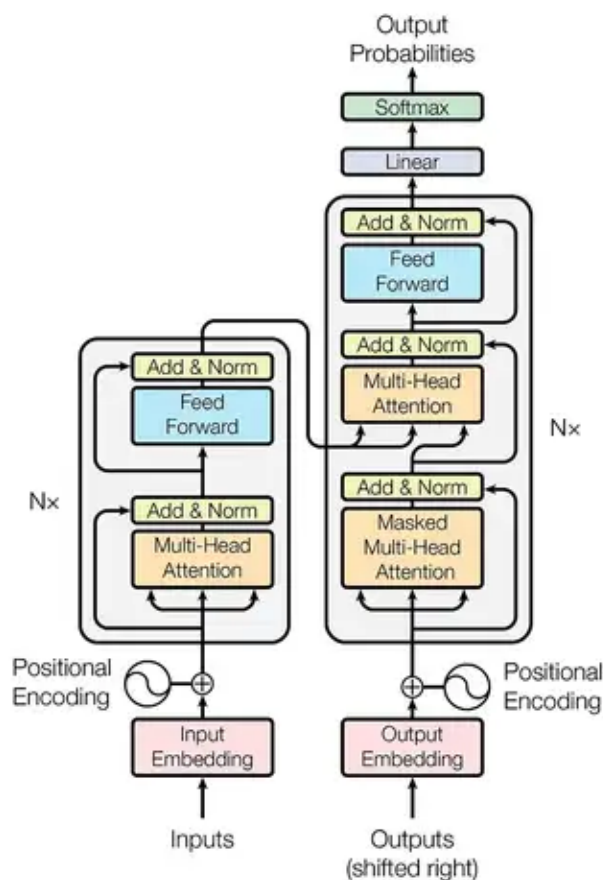 Output
Probabilities
Softmax
Linear
Add & Norm
Feed
Forward
Add & Norm
Multi-Head
Attention
Nx
Add & Norm
Masked
Multi-Head
Attention
Add & Norm
Feed
Forward
Nx
Add & Norm
Multi-Head
Attention
Positional
Encoding
Positional
Encoding
Input
Embedding
Output
Embedding
Inputs
Outputs
(shifted right)